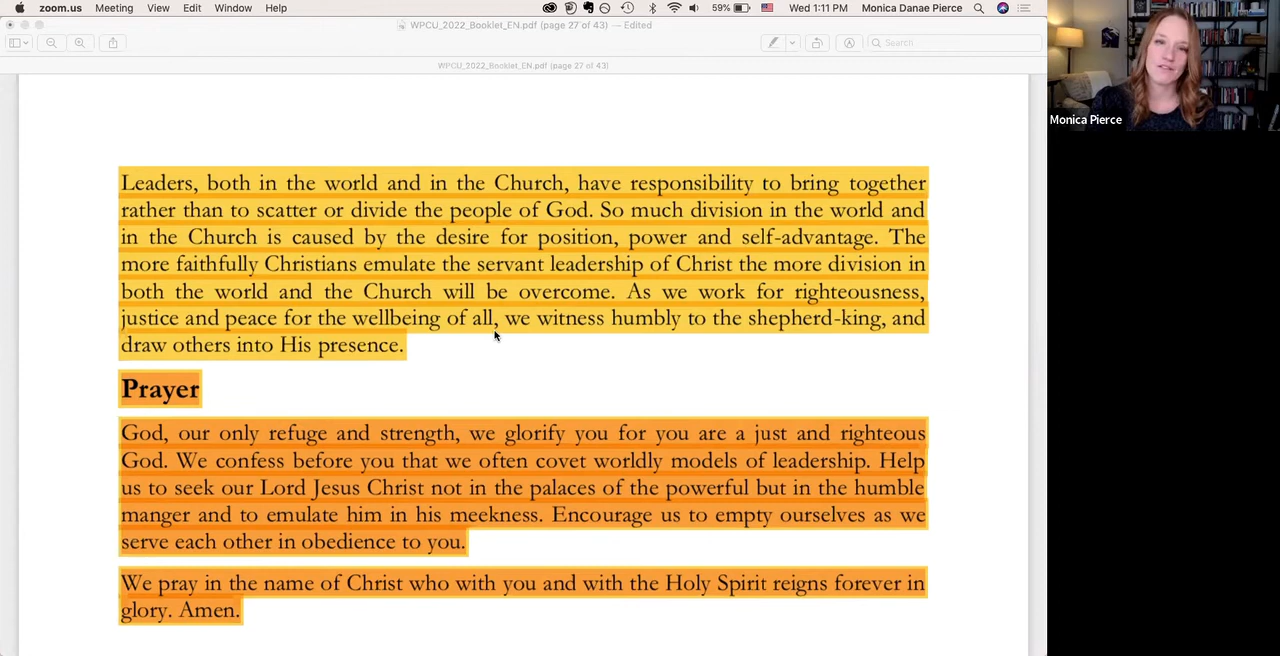 zoom.us Meeting View Edit Window Help 59% Wed 1:11 PM Monica Danae Pierce
WPCU_2022_Booklet_EN.pdf (page 27 of 43) — Edited
Search
WPCU_2022_Booklet_EN.pdf (page 27 of 43)
Leaders, both in the world and in the Church, have responsibility to bring together
rather than to scatter or divide the people of God. So much division in the world and
in the Church is caused by the desire for position, power and self-advantage. The
more faithfully Christians emulate the servant leadership of Christ the more division in
both the world and the Church will be overcome. As we work for righteousness,
justice and peace for the wellbeing of all, we witness humbly to the shepherd-king, and
draw others into His presence.
Prayer
God, our only refuge and strength, we glorify you for you are a just and righteous
God. We confess before you that we often covet worldly models of leadership. Help
us to seek our Lord Jesus Christ not in the palaces of the powerful but in the humble
manger and to emulate him in his meekness. Encourage us to empty ourselves as we
serve each other in obedience to you.
We pray in the name of Christ who with you and with the Holy Spirit reigns forever in
glory. Amen.
Monica Pierce